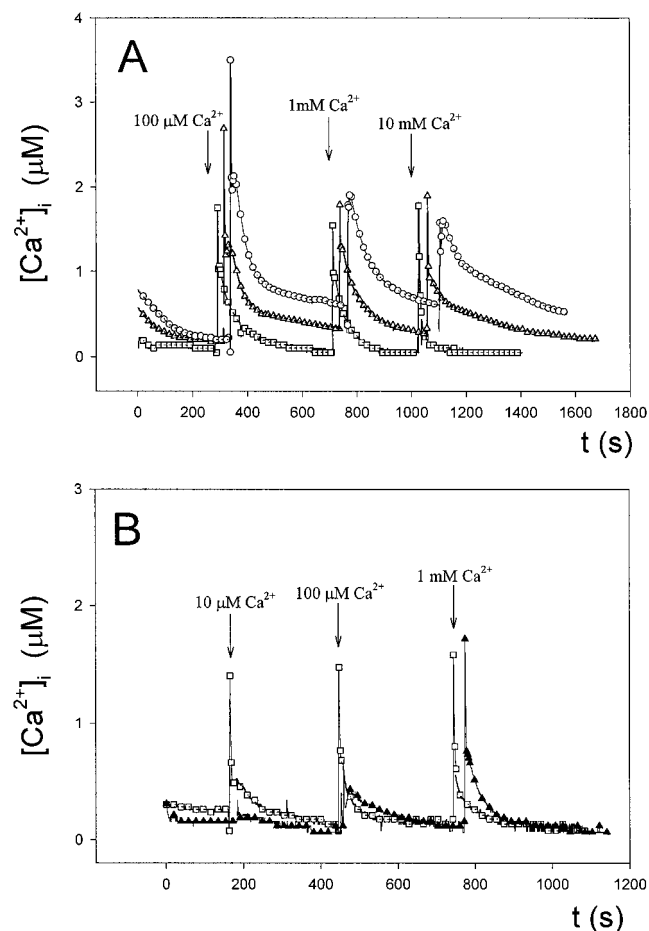 A
4
3
2
1
0
[Ca²⁺]ᵢ (μM)
100 μM Ca²⁺
1mM Ca²⁺
10 mM Ca²⁺
0 200 400 600 800 1000 1200 1400 1600 1800
t (s)
B
3
2
1
0
[Ca²⁺]ᵢ (μM)
10 μM Ca²⁺
100 μM Ca²⁺
1 mM Ca²⁺
0 200 400 600 800 1000 1200
t (s)